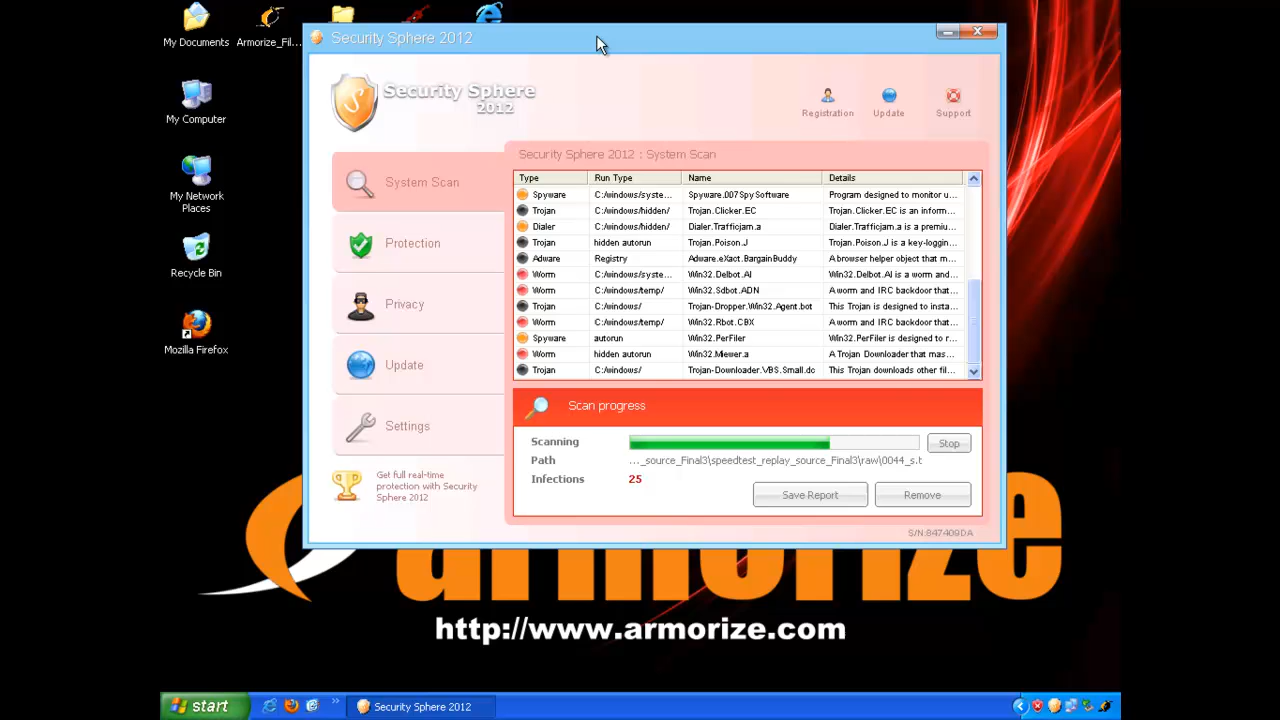 My Documents
Armorize_Fil...
Security Sphere 2012
Security Sphere
2012
Registration
Update
Support
My Computer
My Network
Places
Recycle Bin
Mozilla Firefox
System Scan
Protection
Privacy
Update
Settings
Get full real-time
protection with Security
Sphere 2012
Security Sphere 2012 : System Scan
Type Run Type Name Details
Spyware C:/windows/syste... Spyware.007SpySoftware Program designed to monitor u...
Trojan C:/windows/hidden/ Trojan.Clicker.EC Trojan.Clicker.EC is an inform...
Dialer C:/windows/hidden/ Dialer.Trafficjam.a Dialer.Trafficjam.a is a premiu...
Trojan hidden autorun Trojan.Poison.J Trojan.Poison.J is a key-loggin...
Adware Registry Adware.eXact.BargainBuddy A browser helper object that m...
Worm C:/windows/syste... Win32.Delbot.AI Win32.Delbot.AI is a worm and...
Worm C:/windows/temp/ Win32.Sdbot.ADN A worm and IRC backdoor that...
Trojan C:/windows/ Trojan-Dropper.Win32.Agent.bot This Trojan is designed to insta...
Worm C:/windows/temp/ Win32.Rbot.CBX A worm and IRC backdoor that...
Spyware autorun Win32.PerFiler Win32.PerFiler is designed to r...
Worm hidden autorun Win32.Miewer.a A Trojan Downloader that mas...
Trojan C:/windows/ Trojan-Downloader.VBS.Small.dc This Trojan downloads other fil...
Scan progress
Scanning
Stop
Path ..._source_Final3\speedtest_replay_source_Final3\raw\0044_s.t
Infections 25
Save Report
Remove
S/N:847409DA
armorize
http://www.armorize.com
start
Security Sphere 2012